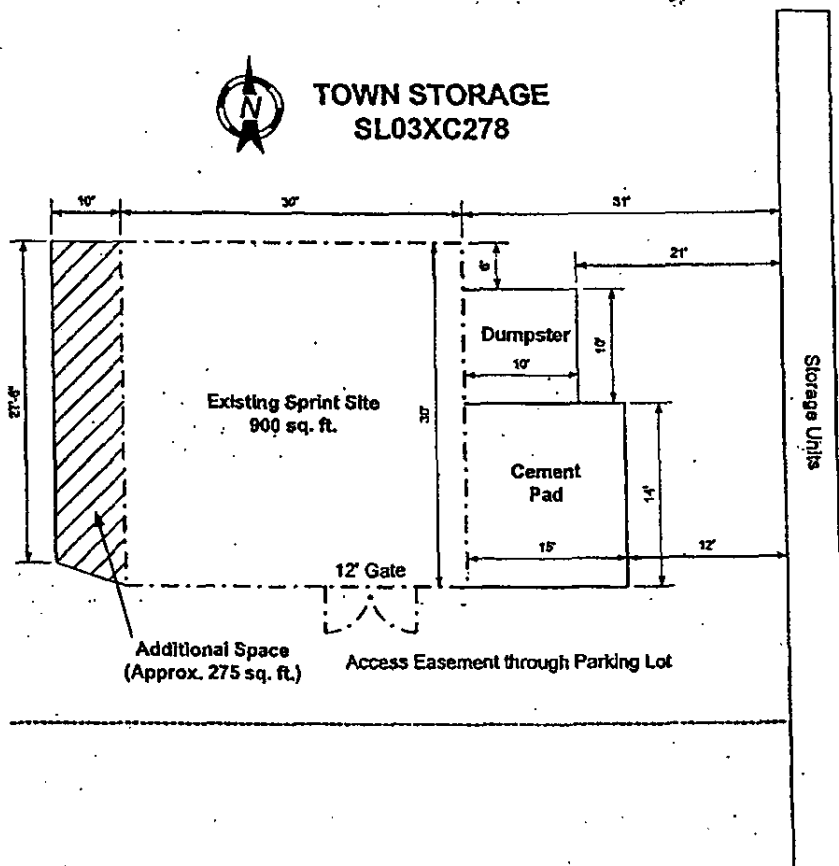 N
TOWN STORAGE
SL03XC278
10'
30'
31'
6'
21'
Dumpster
10'
10'
27'-6"
Existing Sprint Site
900 sq. ft.
30'
Storage Units
Cement
Pad
14'
15'
12'
12' Gate
Additional Space
(Approx. 275 sq. ft.)
Access Easement through Parking Lot